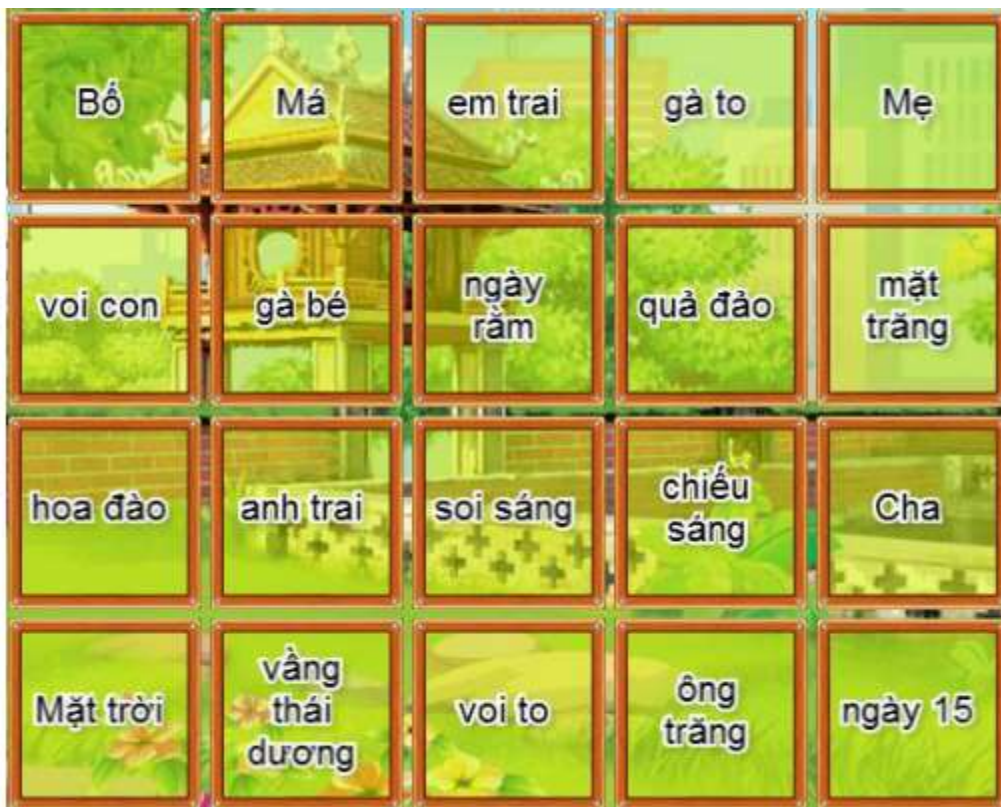 Bố
Má
em trai
gà to
Mẹ
voi con
gà bé
ngày
rằm
quả đảo
mặt
trăng
hoa đào
anh trai
soi sáng
chiếu
sáng
Cha
Mặt trời
vầng
thái
dương
voi to
ông
trăng
ngày 15